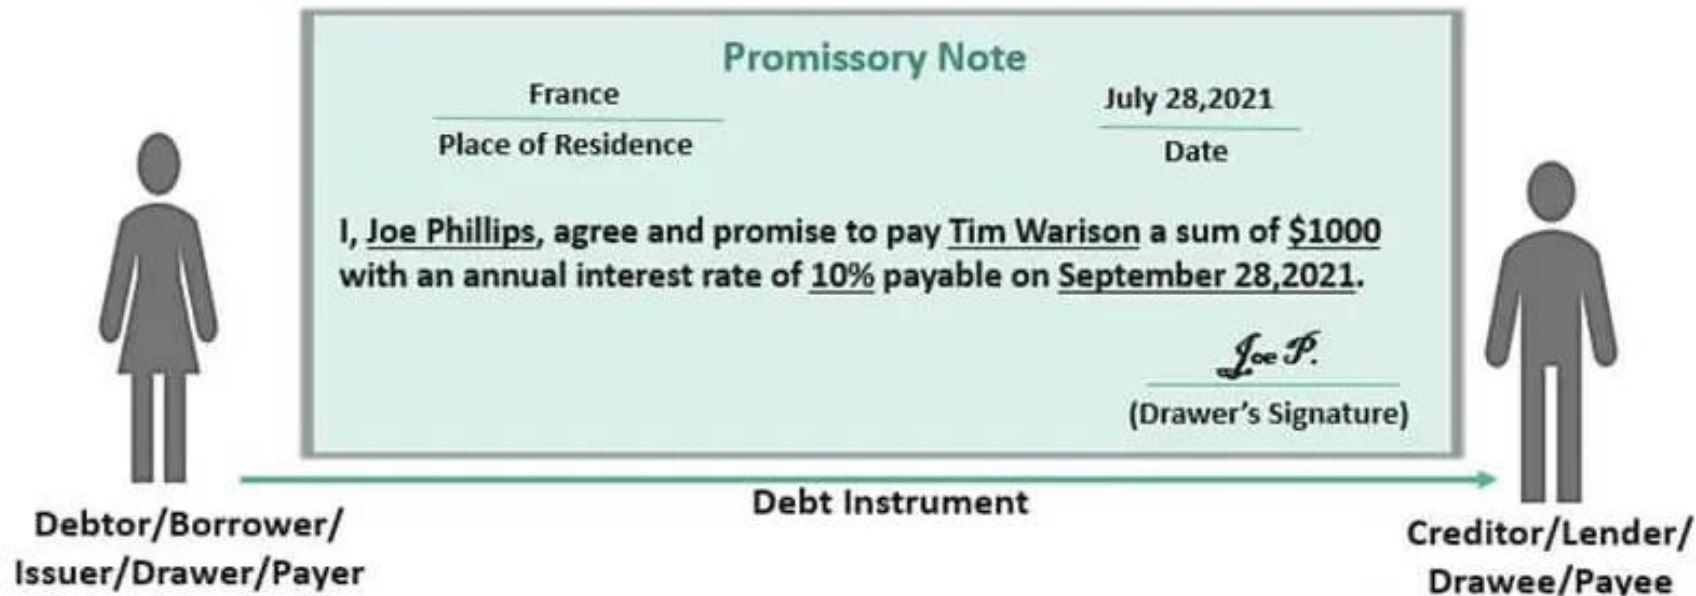 Promissory Note
France
July 28,2021
Place of Residence
Date
I, Joe Phillips, agree and promise to pay Tim Warison a sum of $1000
with an annual interest rate of 10% payable on September 28,2021.
Joe P.
(Drawer's Signature)
Debt Instrument
Debtor/Borrower/
Issuer/Drawer/Payer
Creditor/Lender/
Drawee/Payee